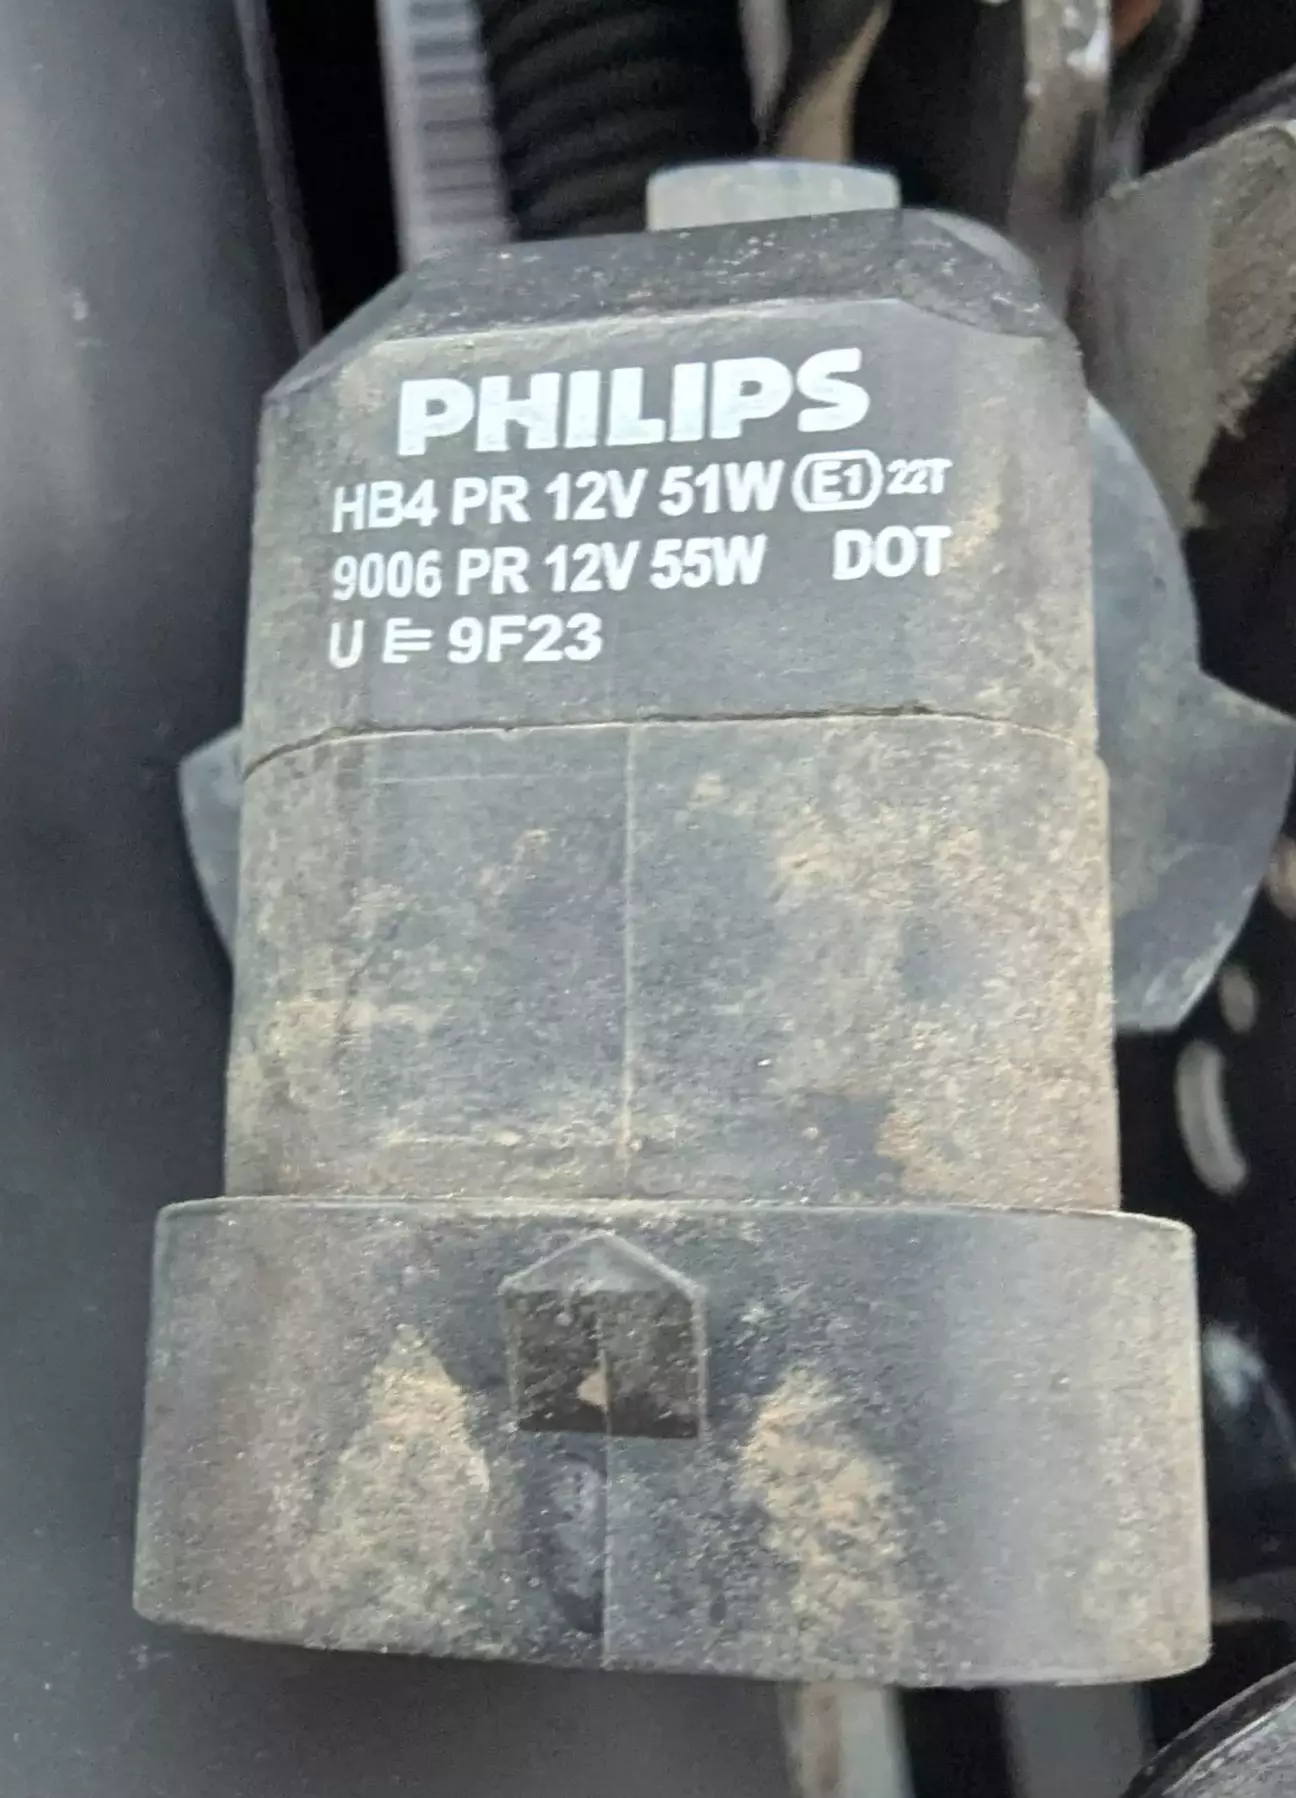 PHILIPS
HB4 PR 12V 51W E1 22T
9006 PR 12V 55W DOT
U E 9F23